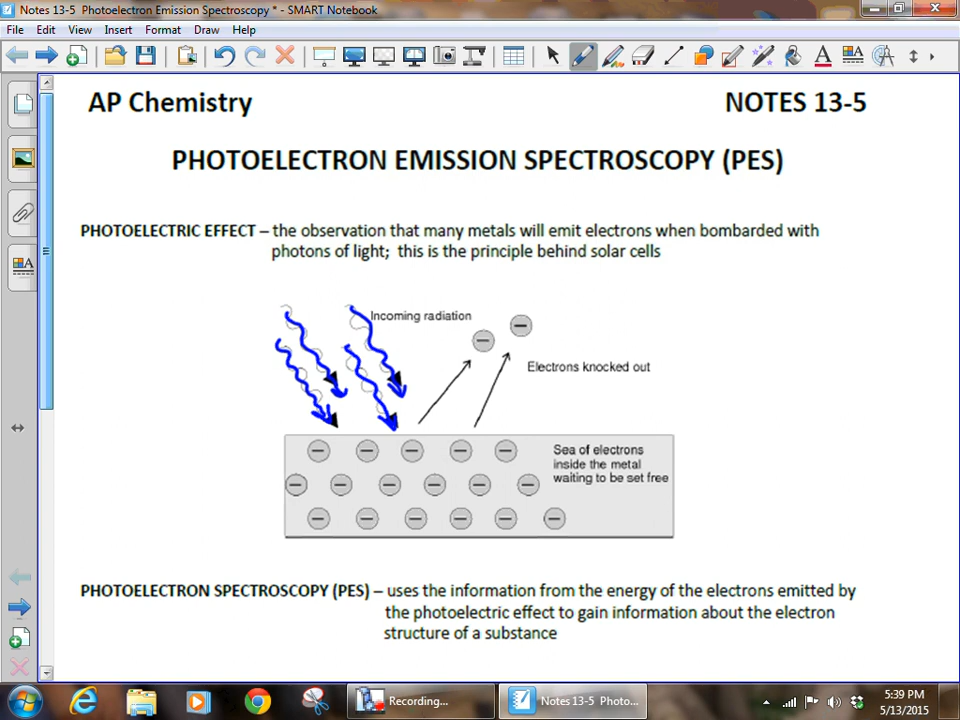 Notes 13-5 Photoelectron Emission Spectroscopy * - SMART Notebook
File Edit View Insert Format Draw Help
AP Chemistry NOTES 13-5
PHOTOELECTRON EMISSION SPECTROSCOPY (PES)
PHOTOELECTRIC EFFECT – the observation that many metals will emit electrons when bombarded with
photons of light; this is the principle behind solar cells
Incoming radiation
Electrons knocked out
Sea of electrons
inside the metal
waiting to be set free
PHOTOELECTRON SPECTROSCOPY (PES) – uses the information from the energy of the electrons emitted by
the photoelectric effect to gain information about the electron
structure of a substance
Recording... Notes 13-5 Photo...
5:39 PM
5/13/2015